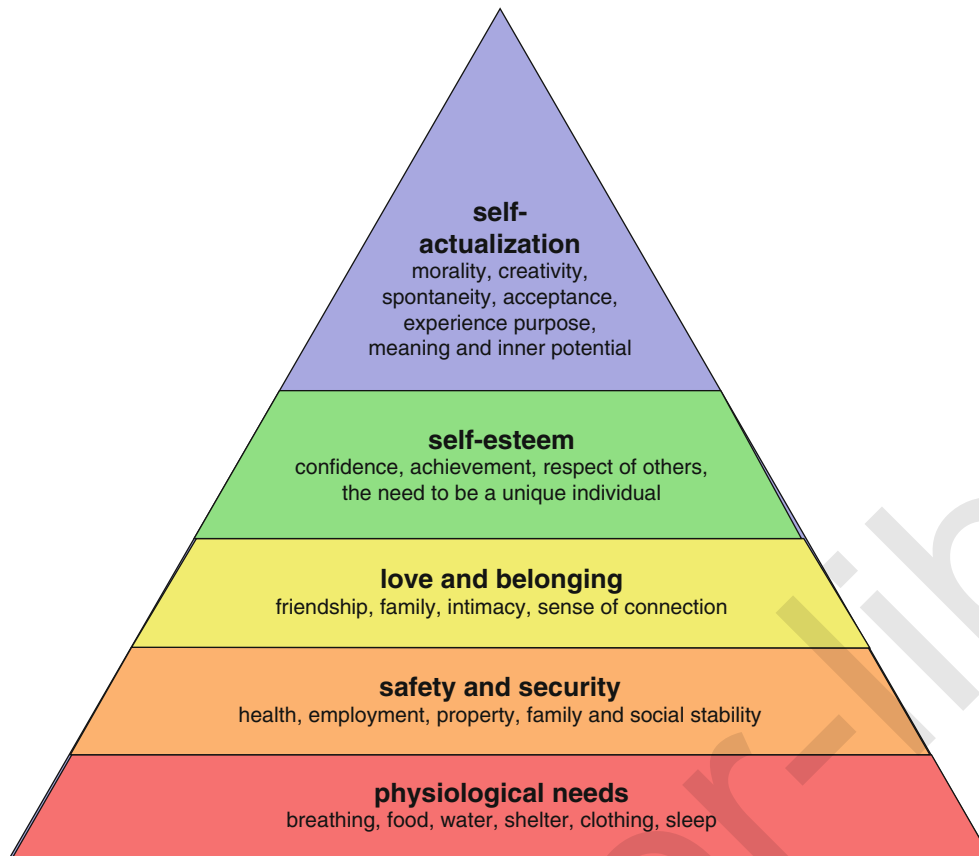 self-
actualization
morality, creativity,
spontaneity, acceptance,
experience purpose,
meaning and inner potential
self-esteem
confidence, achievement, respect of others,
the need to be a unique individual
love and belonging
friendship, family, intimacy, sense of connection
safety and security
health, employment, property, family and social stability
physiological needs
breathing, food, water, shelter, clothing, sleep